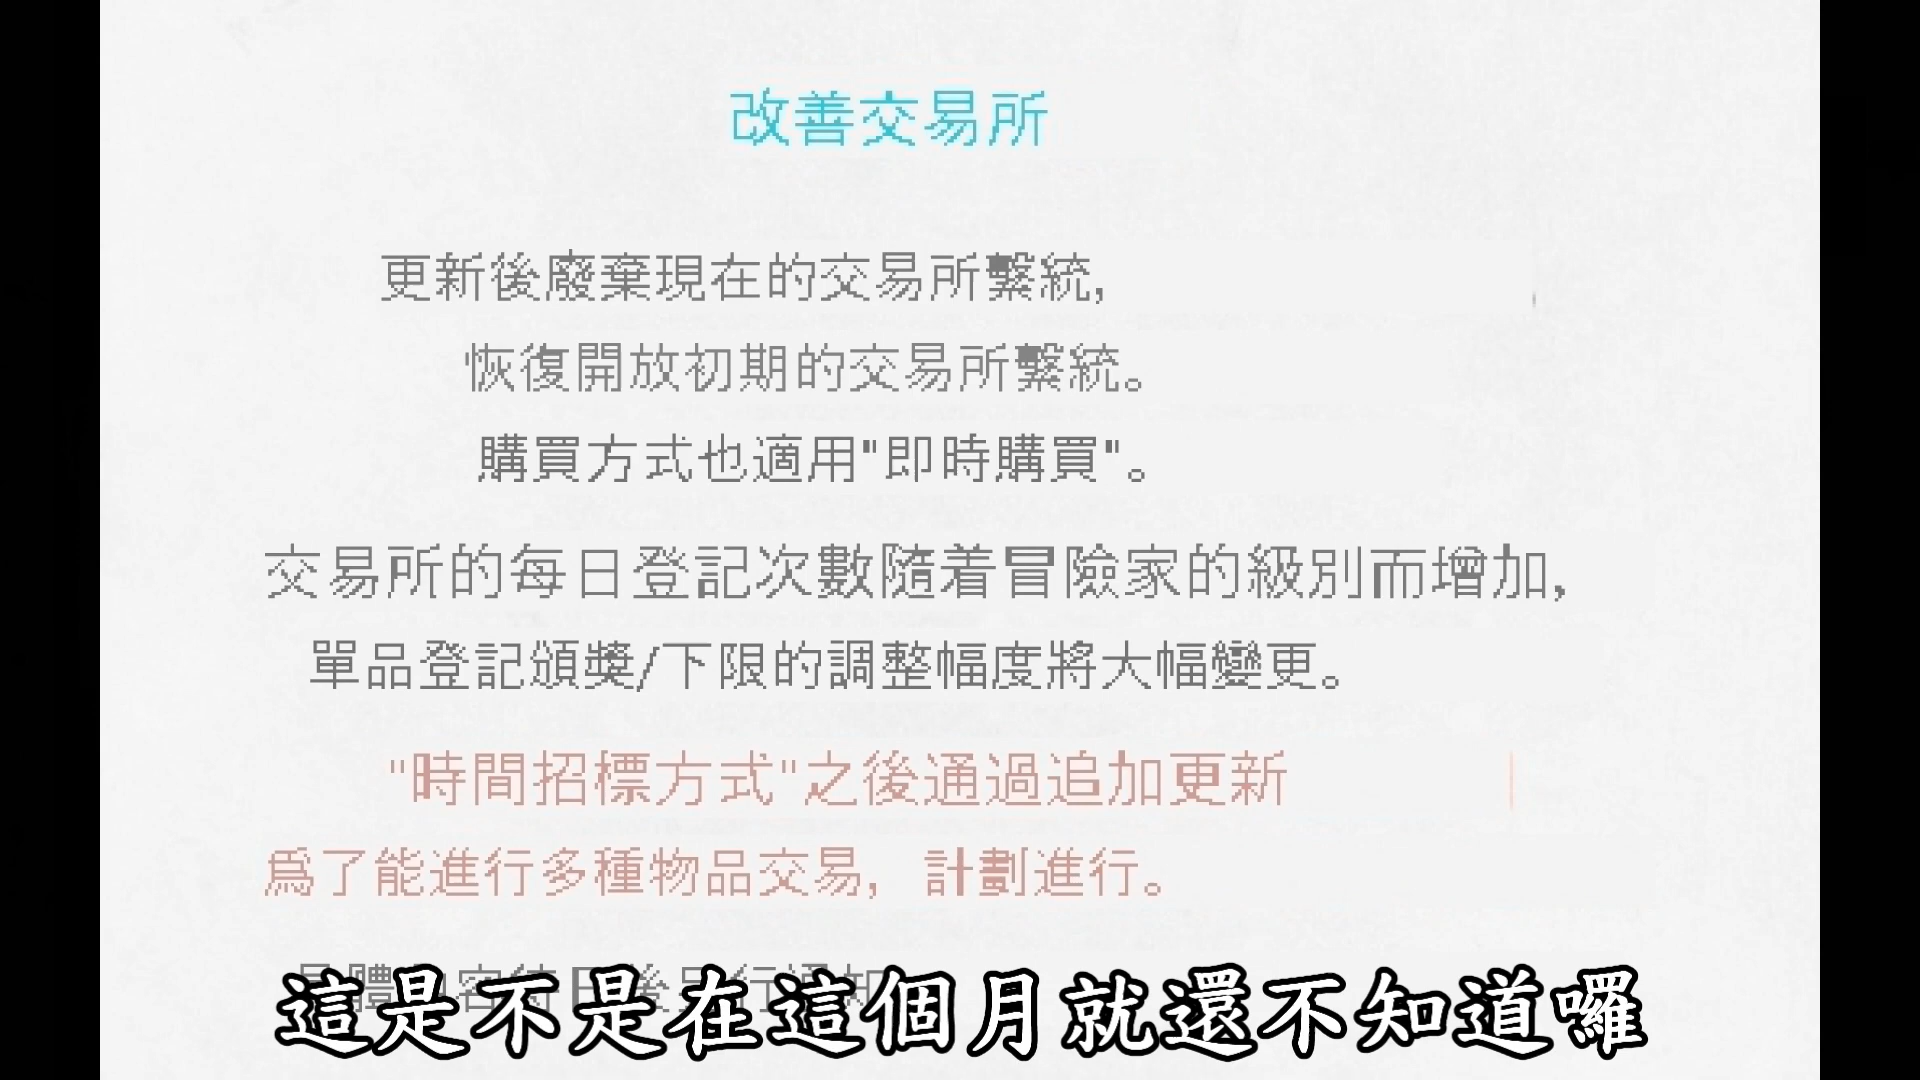 改善交易所
更新後廢棄現在的交易所繫統,
恢復開放初期的交易所繫統。
購買方式也適用"即時購買"。
交易所的每日登記次數隨着冒險家的級別而增加,
單品登記頒獎/下限的調整幅度將大幅變更。
"時間招標方式"之後通過追加更新
爲了能進行多種物品交易, 計劃進行。
這是不是在這個月就還不知道囉